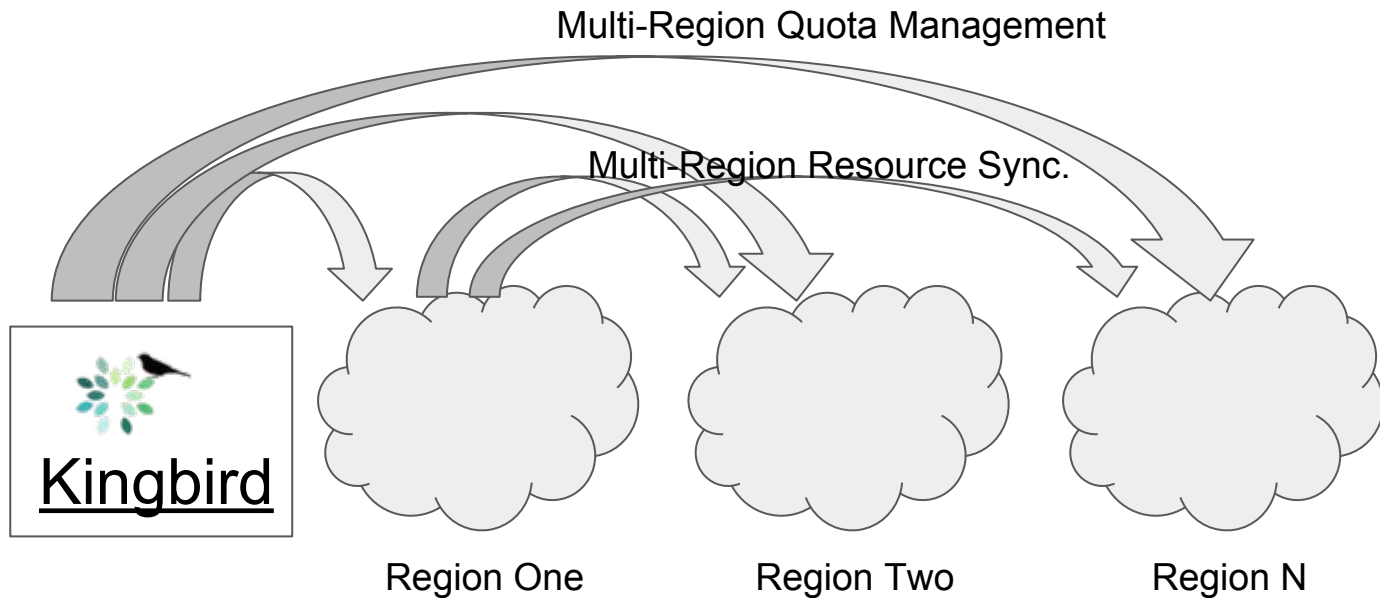 Multi-Region Quota Management
Multi-Region Resource Sync.
Kingbird
Region One
Region Two
Region N